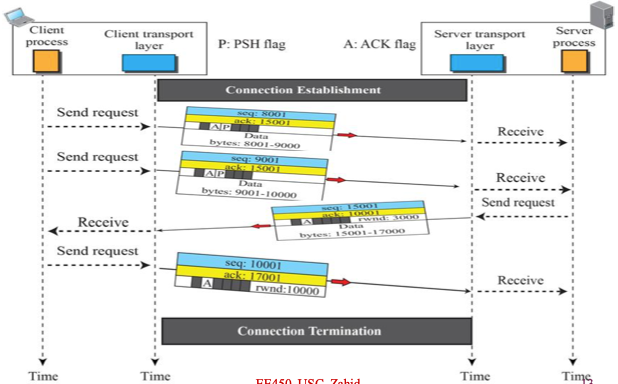 Client
process
Client transport
layer
P: PSH flag
A: ACK flag
Server transport
layer
Server
process
Connection Establishment
Send request
seq: 8001
ack: 15001
A P
Data
bytes: 8001-9000
Receive
Send request
seq: 9001
ack: 15001
A P
Data
bytes: 9001-10000
Receive
Send request
seq: 15001
ack: 10001
A rwnd: 3000
Data
bytes: 15001-17000
Receive
Send request
seq: 10001
ack: 17001
A rwnd:10000
Receive
Connection Termination
Time
Time
Time
Time
EE450, USC, Zahid
13